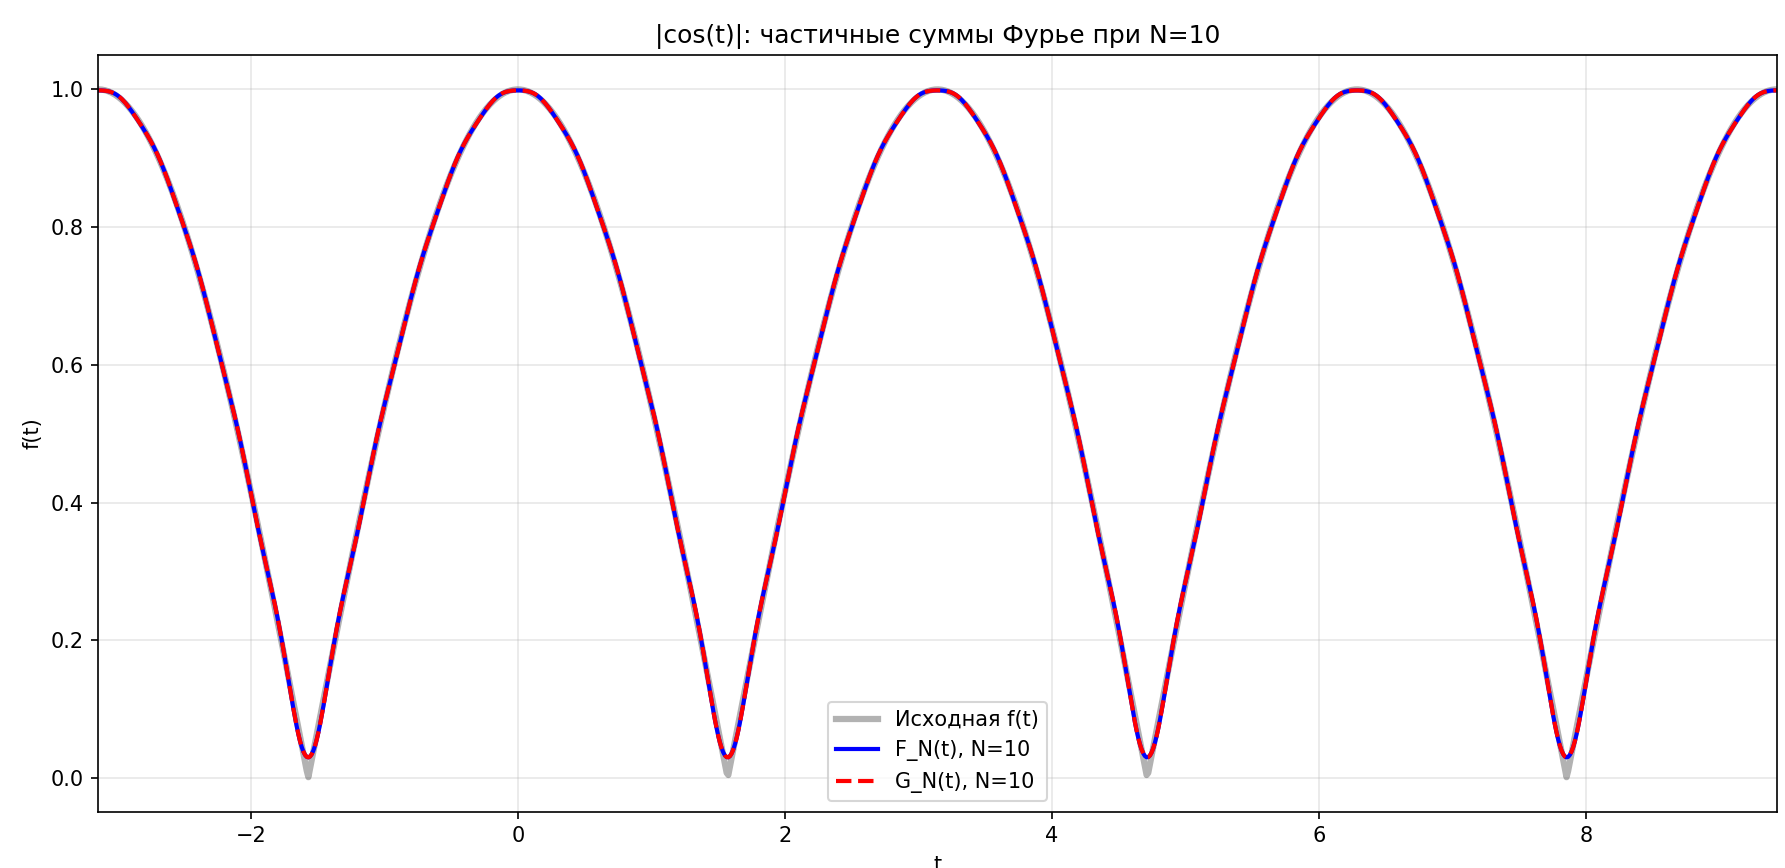 |cos(t)|: частичные суммы Фурье при N=10
1.0
0.8
0.6
0.4
0.2
0.0
f(t)
Исходная f(t)
F_N(t), N=10
G_N(t), N=10
−2
0
2
4
6
8
t